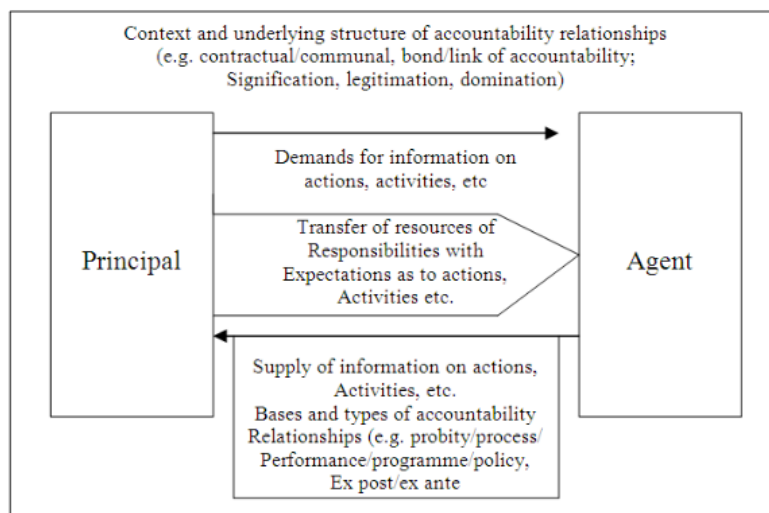 Context and underlying structure of accountability relationships
(e.g. contractual/communal, bond/link of accountability;
Signification, legitimation, domination)
Principal
Demands for information on
actions, activities, etc
Transfer of resources of
Responsibilities with
Expectations as to actions,
Activities etc.
Agent
Supply of information on actions,
Activities, etc.
Bases and types of accountability
Relationships (e.g. probity/process/
Performance/programme/policy,
Ex post/ex ante